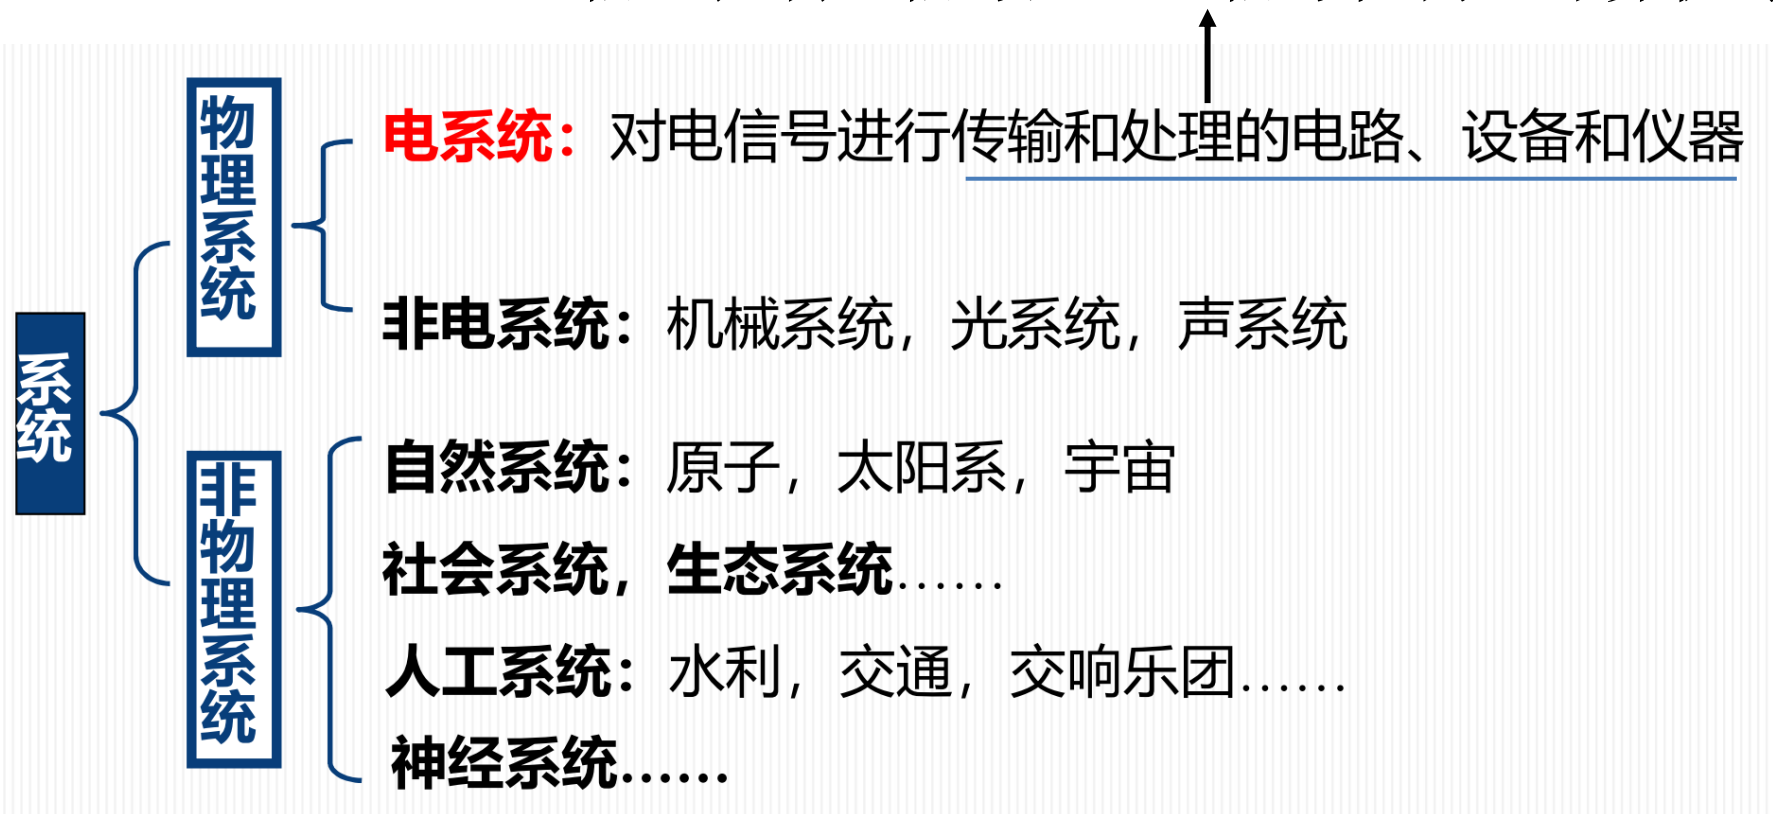 系统
物理系统
电系统：对电信号进行传输和处理的电路、设备和仪器
非电系统：机械系统，光系统，声系统
非物理系统
自然系统：原子，太阳系，宇宙
社会系统，生态系统……
人工系统：水利，交通，交响乐团……
神经系统……